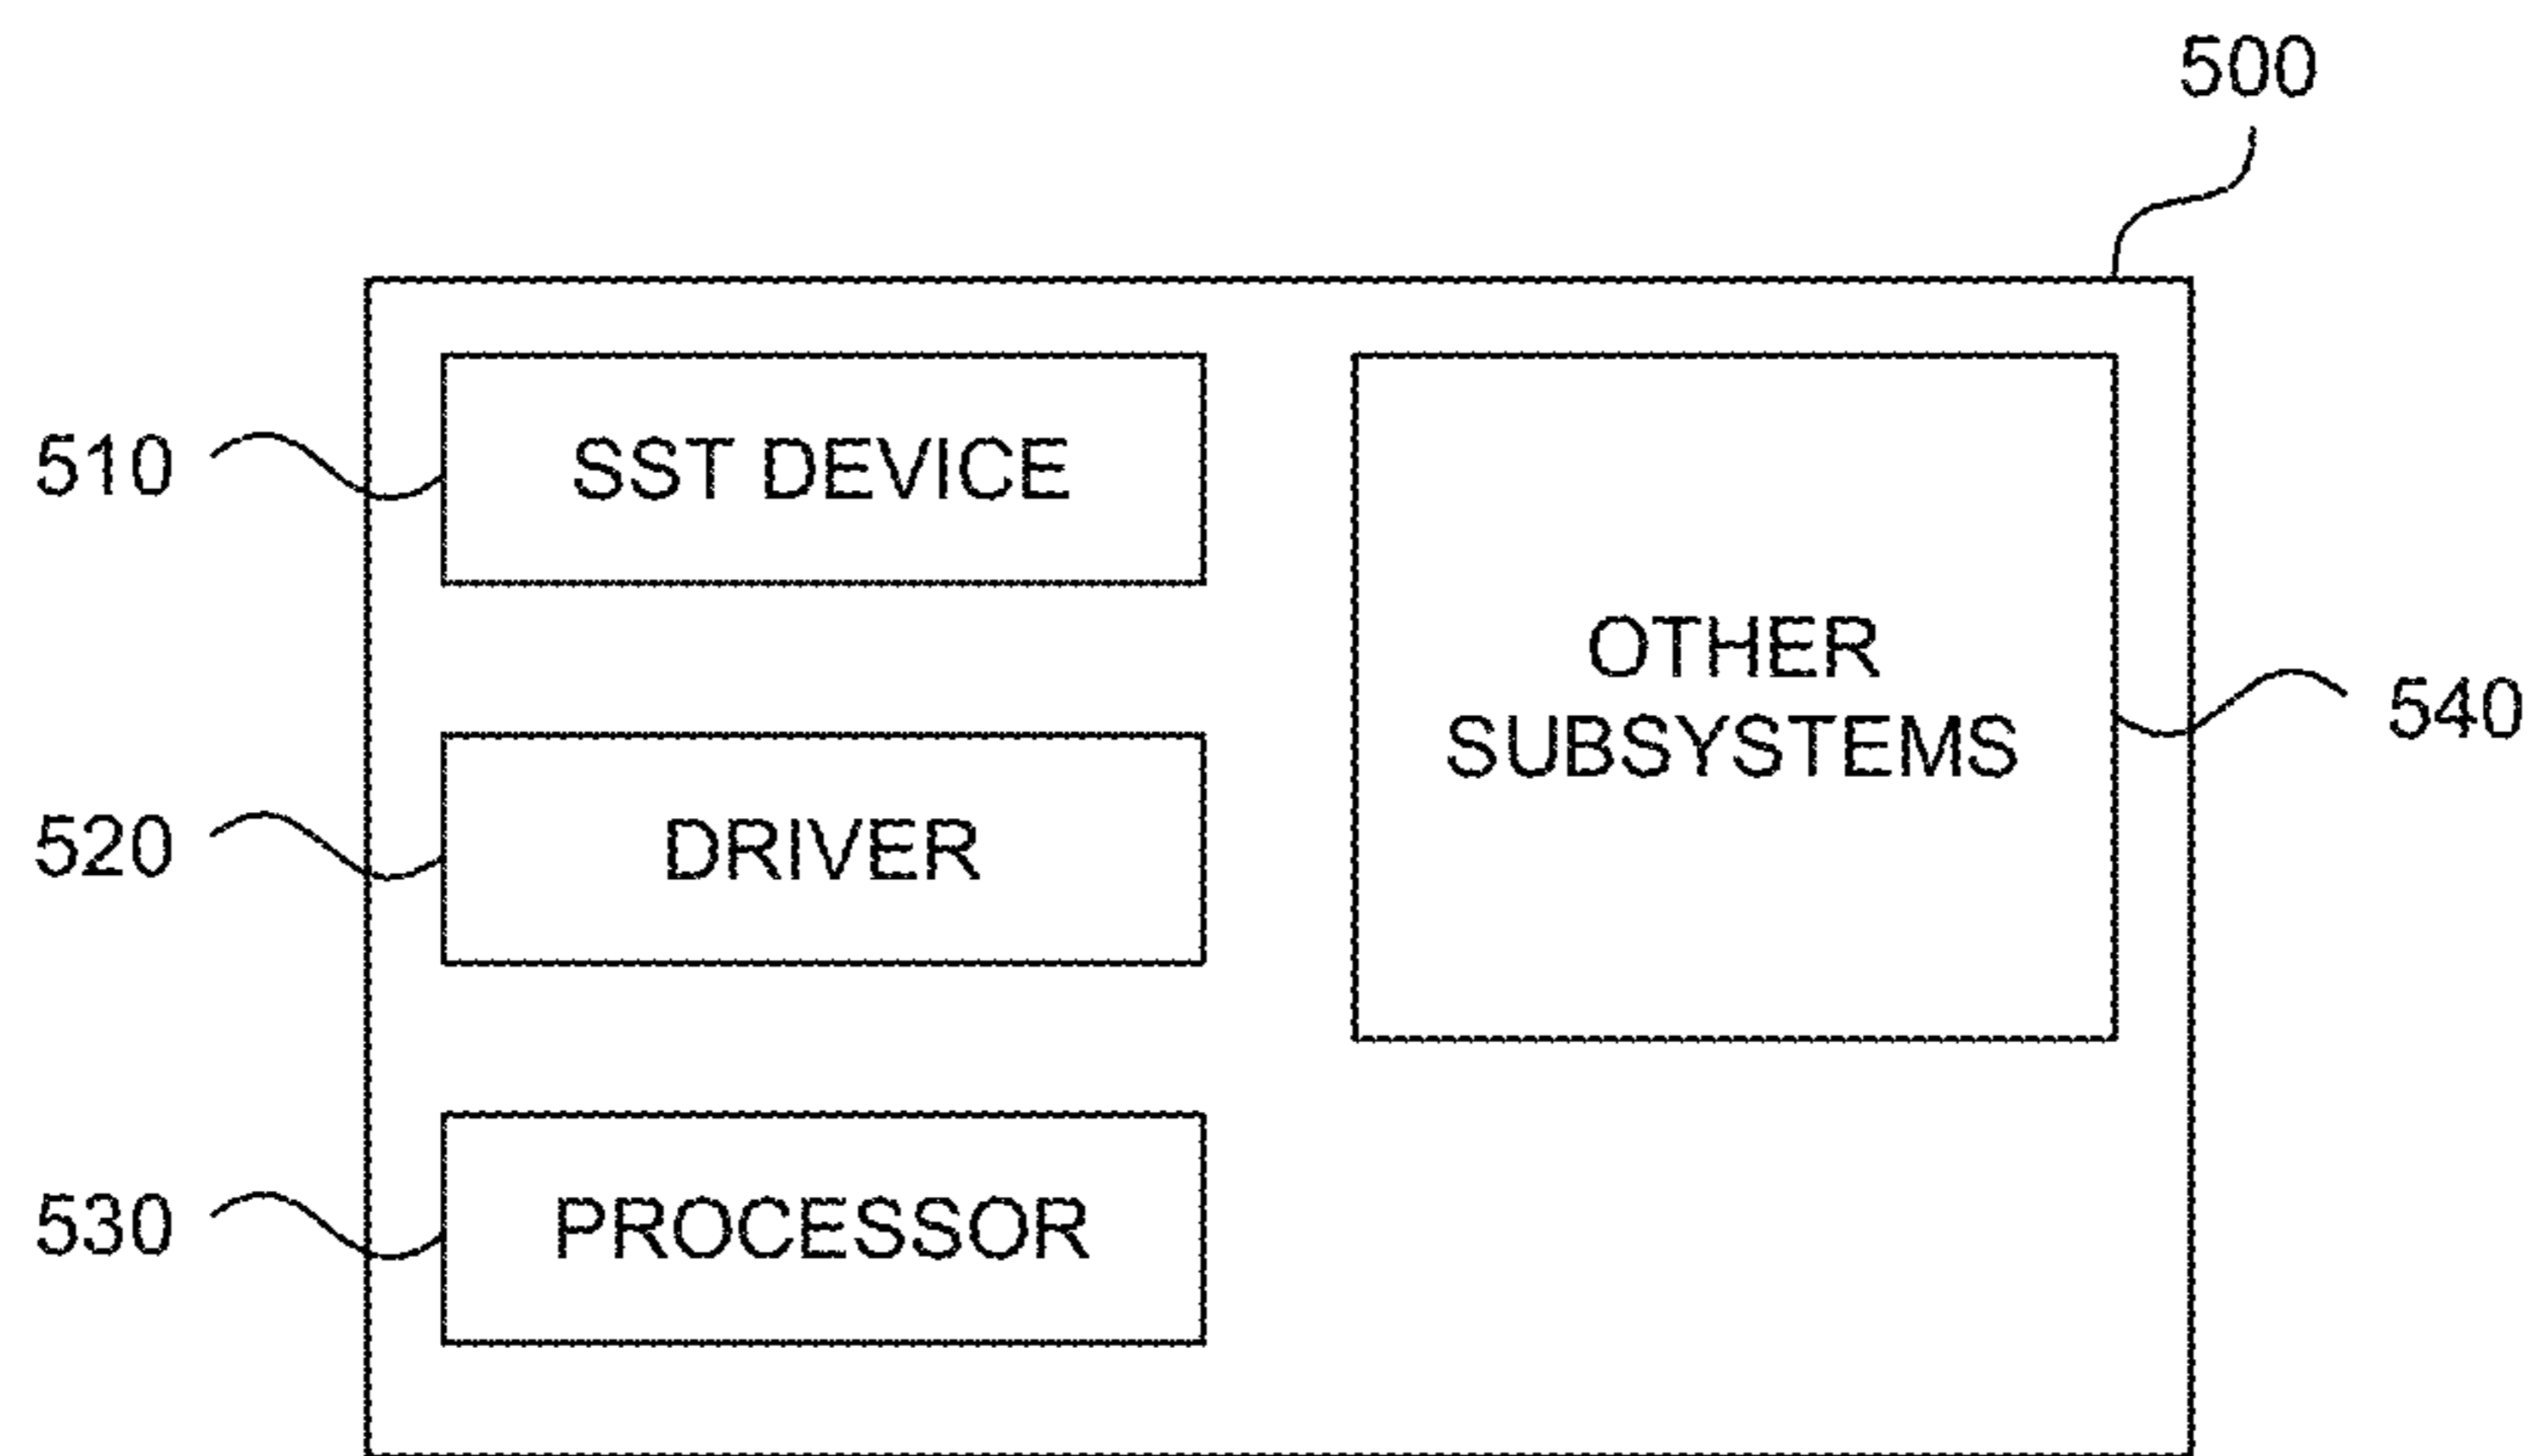 500
510
SST DEVICE
OTHER
SUBSYSTEMS
540
520
DRIVER
530
PROCESSOR